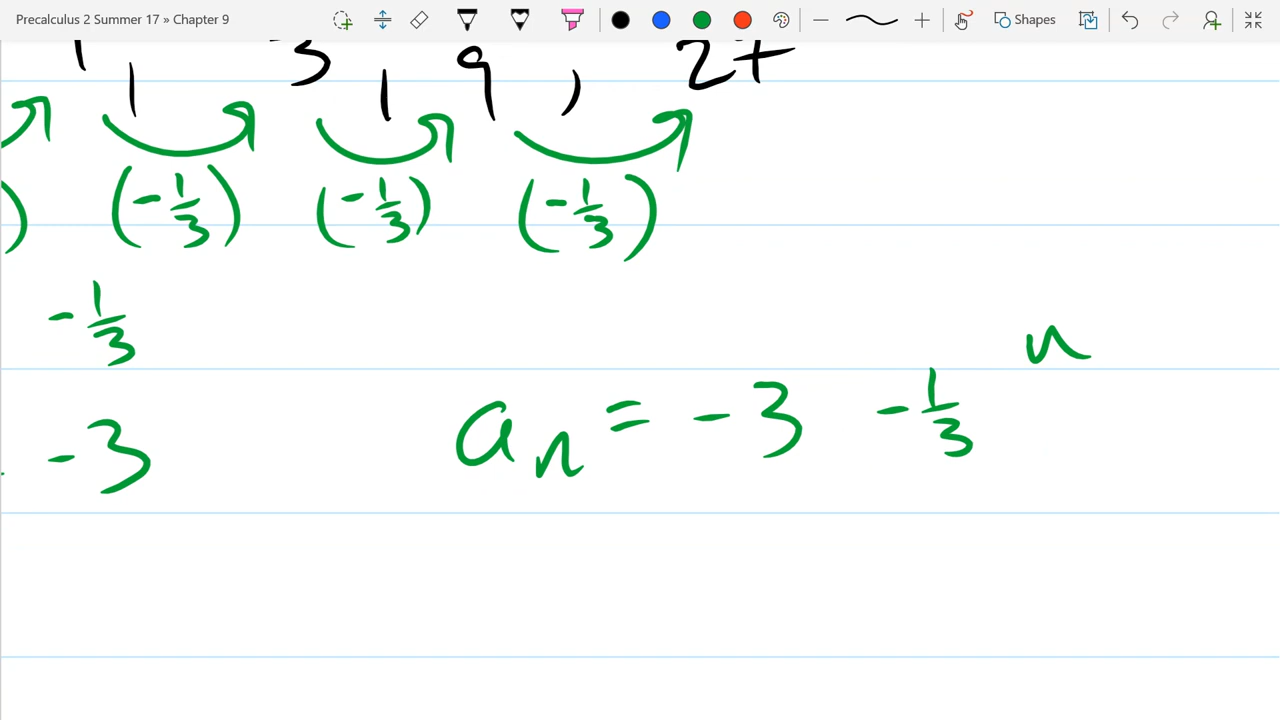 Precalculus 2 Summer 17 » Chapter 9 Shapes
1, 3, 9, 27
) (-1/3) (-1/3) (-1/3)
-1/3
-3 aₙ = -3 -1/3 n